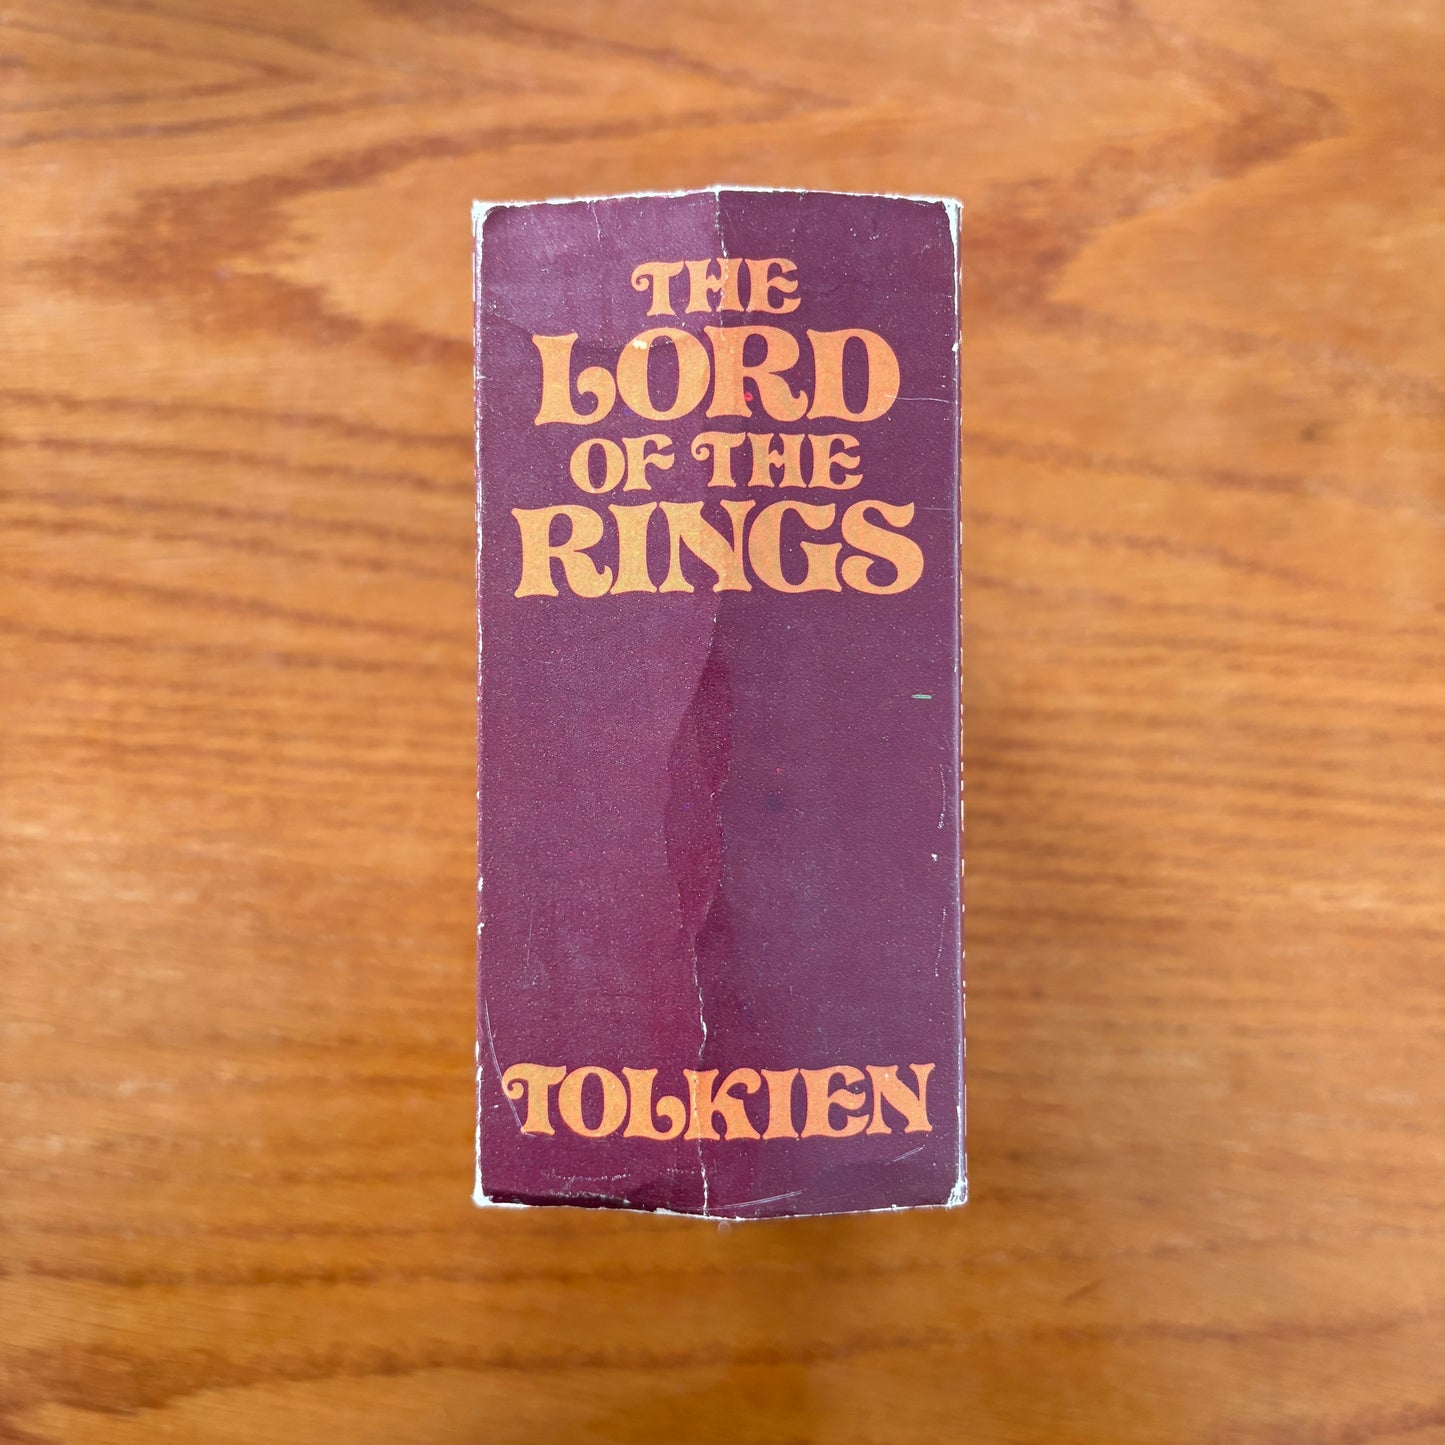 THE
LORD
OF THE
RINGS
TOLKIEN